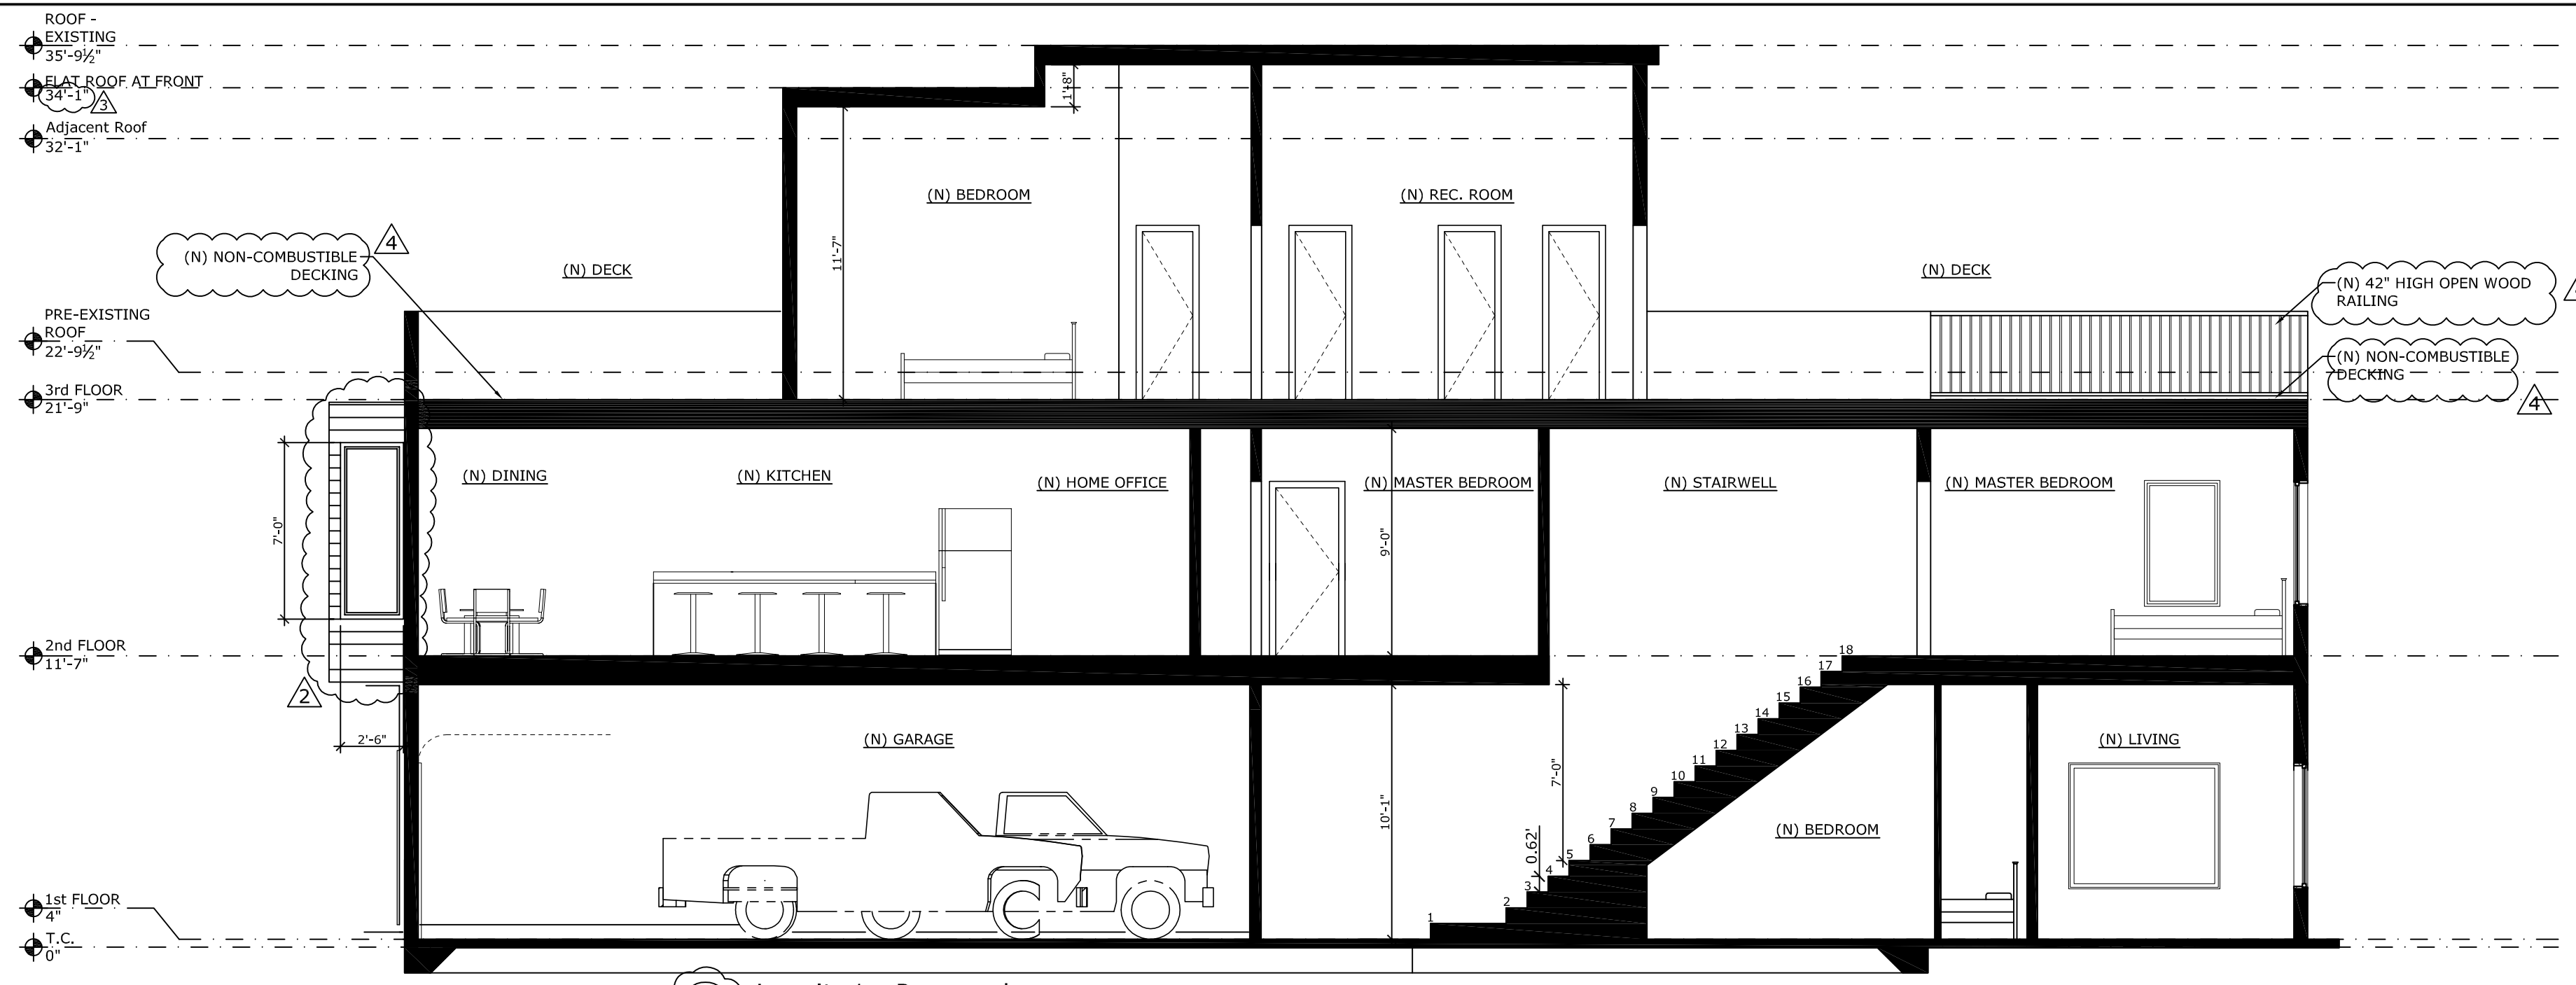 ROOF -
EXISTING
35'-9½"
FLAT ROOF AT FRONT
34'-1"
3
Adjacent Roof
32'-1"
1'-8"
(N) BEDROOM
(N) REC. ROOM
11'-7"
4
(N) NON-COMBUSTIBLE
DECKING
(N) DECK
(N) DECK
(N) 42" HIGH OPEN WOOD
RAILING
PRE-EXISTING
ROOF
22'-9½"
(N) NON-COMBUSTIBLE
DECKING
4
3rd FLOOR
21'-9"
(N) DINING
(N) KITCHEN
(N) HOME OFFICE
(N) MASTER BEDROOM
(N) STAIRWELL
(N) MASTER BEDROOM
7'-0"
9'-0"
2nd FLOOR
11'-7"
2
2'-6"
(N) GARAGE
10'-1"
7'-0"
0.62'
1
2
3
4
5
6
7
8
9
10
11
12
13
14
15
16
17
18
(N) BEDROOM
(N) LIVING
1st FLOOR
4"
T.C.
0"